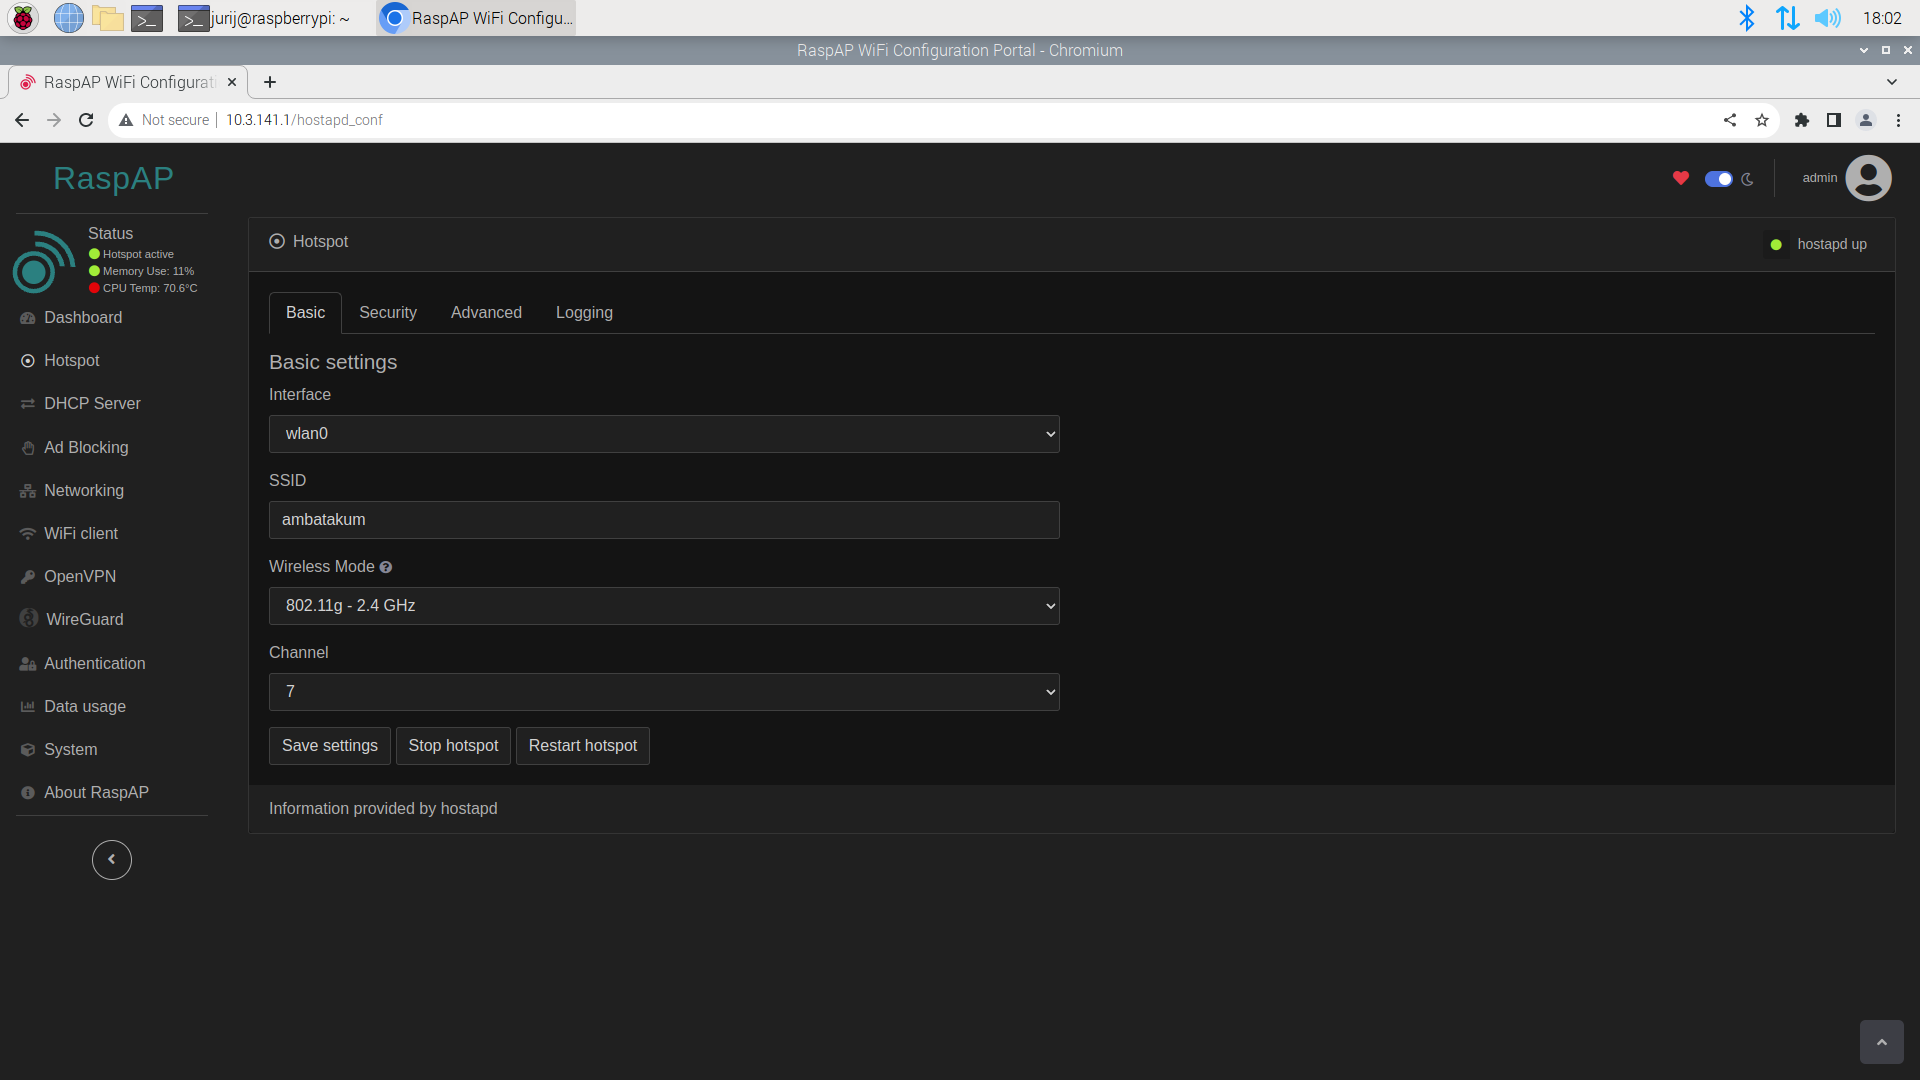 jurij@raspberrypi: ~
RaspAP WiFi Configu...
18:02
RaspAP WiFi Configuration Portal - Chromium
RaspAP WiFi Configurat
Not secure
10.3.141.1/hostapd_conf
RaspAP
admin
Status
Hotspot active
Memory Use: 11%
CPU Temp: 70.6°C
Dashboard
Hotspot
DHCP Server
Ad Blocking
Networking
WiFi client
OpenVPN
WireGuard
Authentication
Data usage
System
About RaspAP
Hotspot
hostapd up
Basic
Security
Advanced
Logging
Basic settings
Interface
wlan0
SSID
ambatakum
Wireless Mode
802.11g - 2.4 GHz
Channel
7
Save settings
Stop hotspot
Restart hotspot
Information provided by hostapd